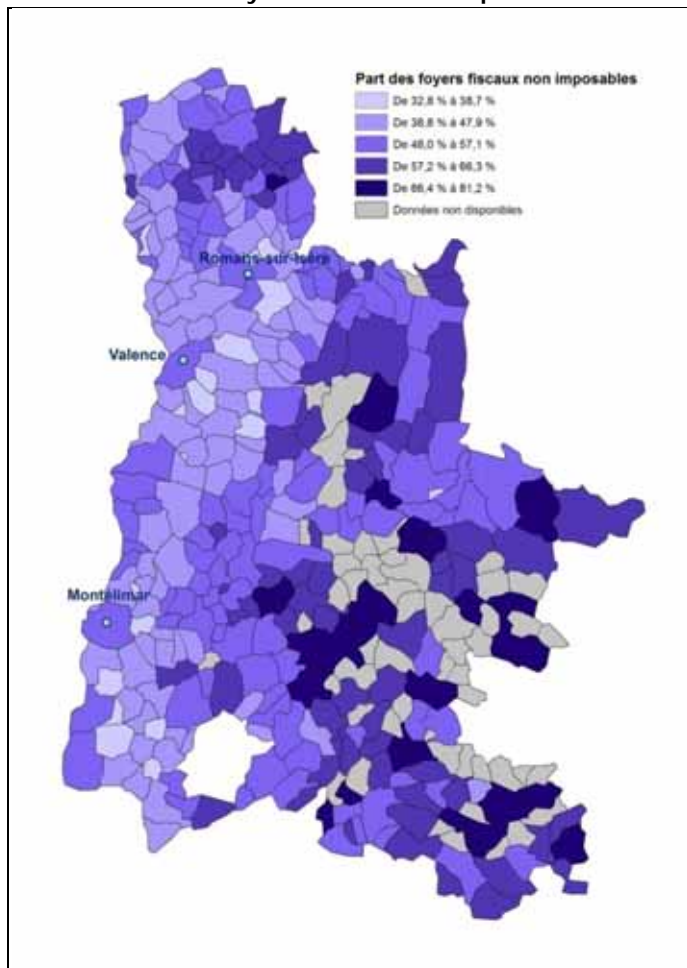 Part des foyers fiscaux non imposables
De 32,8 % à 38,7 %
De 38,8 % à 47,9 %
De 48,0 % à 57,1 %
De 57,2 % à 66,3 %
De 66,4 % à 81,2 %
Données non disponibles
Romans-sur-Isère
Valence
Montélimar